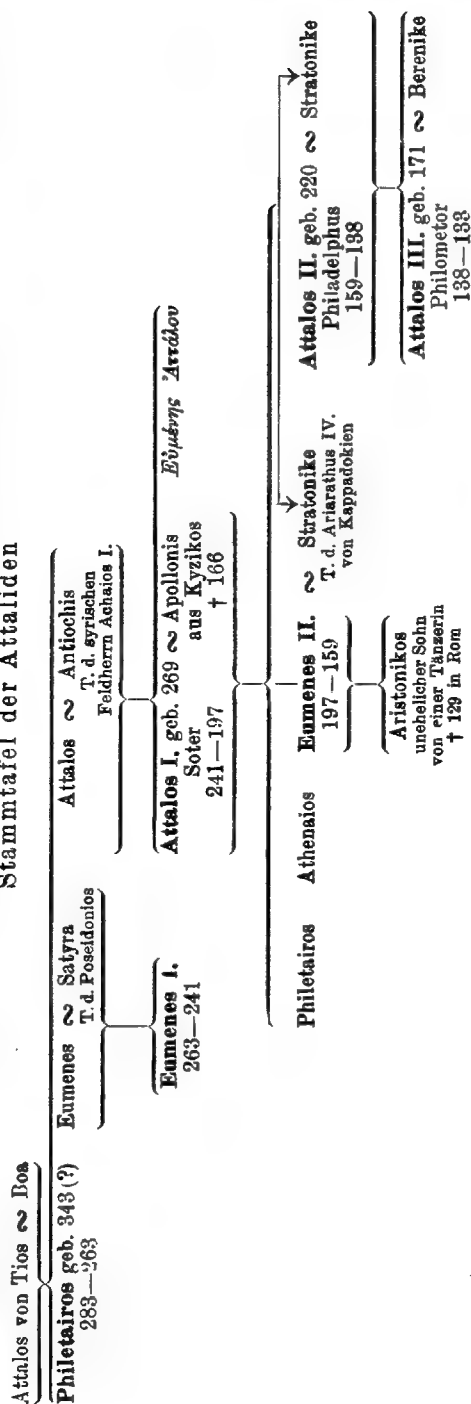 Stammtafel der Attaliden
Attalos von Tios ∾ Boa
Philetairos geb. 343 (?)
283—263
Eumenes ∾ Satyra
T. d. Poseidonios
Attalos ∾ Antiochis
T. d. syrischen
Feldherrn Achaios I.
Eumenes I.
263—241
Attalos I. geb. 269 ∾ Apollonis
Soter
aus Kyzikos
241—197
† 166
Εὐμένης Ἀττάλου
Philetairos
Athenaios
Eumenes II.
197—159
∾ Stratonike
T. d. Ariarathus IV.
von Kappadokien
Attalos II. geb. 220 ∾ Stratonike
Philadelphus
159—138
Aristonikos
unehelicher Sohn
von einer Tänzerin
† 129 in Rom
Attalos III. geb. 171 ∾ Berenike
Philometor
138—133